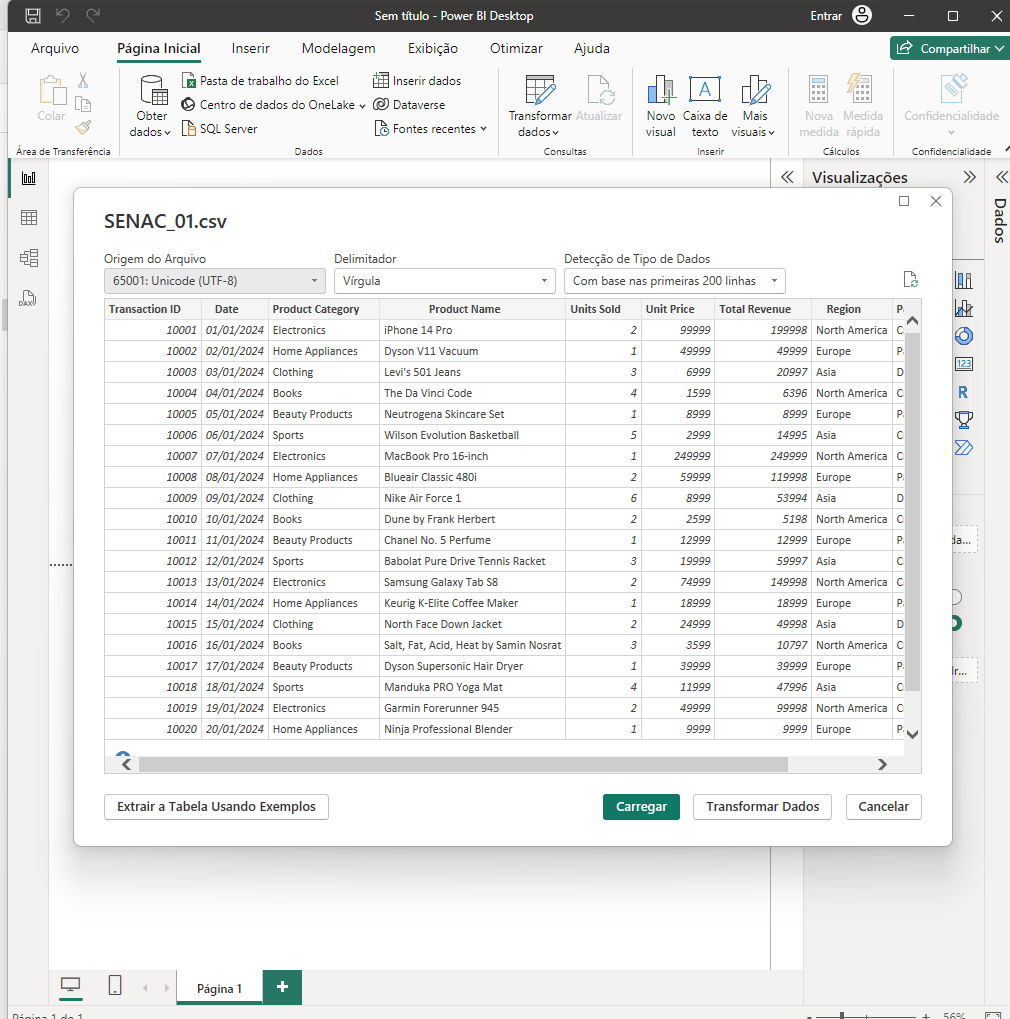 Sem título - Power BI Desktop
Entrar
Arquivo Página Inicial Inserir Modelagem Exibição Otimizar Ajuda
Compartilhar
Colar
Área de Transferência
Obter dados
Pasta de trabalho do Excel
Centro de dados do OneLake
SQL Server
Inserir dados
Dataverse
Fontes recentes
Dados
Transformar dados
Atualizar
Consultas
Novo visual
Caixa de texto
A
Mais visuais
Inserir
Nova medida
Medida rápida
Cálculos
Confidencialidade
Confidencialidade
Visualizações
Dados
DAX
SENAC_01.csv
Origem do Arquivo
65001: Unicode (UTF-8)
Delimitador
Vírgula
Detecção de Tipo de Dados
Com base nas primeiras 200 linhas
Transaction ID Date Product Category Product Name Units Sold Unit Price Total Revenue Region P
10001 01/01/2024 Electronics iPhone 14 Pro 2 99999 199998 North America C
10002 02/01/2024 Home Appliances Dyson V11 Vacuum 1 49999 49999 Europe P
10003 03/01/2024 Clothing Levi's 501 Jeans 3 6999 20997 Asia D
10004 04/01/2024 Books The Da Vinci Code 4 1599 6396 North America C
10005 05/01/2024 Beauty Products Neutrogena Skincare Set 1 8999 8999 Europe P
10006 06/01/2024 Sports Wilson Evolution Basketball 5 2999 14995 Asia C
10007 07/01/2024 Electronics MacBook Pro 16-inch 1 249999 249999 North America C
10008 08/01/2024 Home Appliances Blueair Classic 480i 2 59999 119998 Europe P
10009 09/01/2024 Clothing Nike Air Force 1 6 8999 53994 Asia D
10010 10/01/2024 Books Dune by Frank Herbert 2 2599 5198 North America C
10011 11/01/2024 Beauty Products Chanel No. 5 Perfume 1 12999 12999 Europe P
10012 12/01/2024 Sports Babolat Pure Drive Tennis Racket 3 19999 59997 Asia C
10013 13/01/2024 Electronics Samsung Galaxy Tab S8 2 74999 149998 North America C
10014 14/01/2024 Home Appliances Keurig K-Elite Coffee Maker 1 18999 18999 Europe P
10015 15/01/2024 Clothing North Face Down Jacket 2 24999 49998 Asia D
10016 16/01/2024 Books Salt, Fat, Acid, Heat by Samin Nosrat 3 3599 10797 North America C
10017 17/01/2024 Beauty Products Dyson Supersonic Hair Dryer 1 39999 39999 Europe P
10018 18/01/2024 Sports Manduka PRO Yoga Mat 4 11999 47996 Asia C
10019 19/01/2024 Electronics Garmin Forerunner 945 2 49999 99998 North America C
10020 20/01/2024 Home Appliances Ninja Professional Blender 1 9999 9999 Europe P
123
R
da...
r...
Extrair a Tabela Usando Exemplos
Carregar
Transformar Dados
Cancelar
Página 1
Página 1 de 1
56%